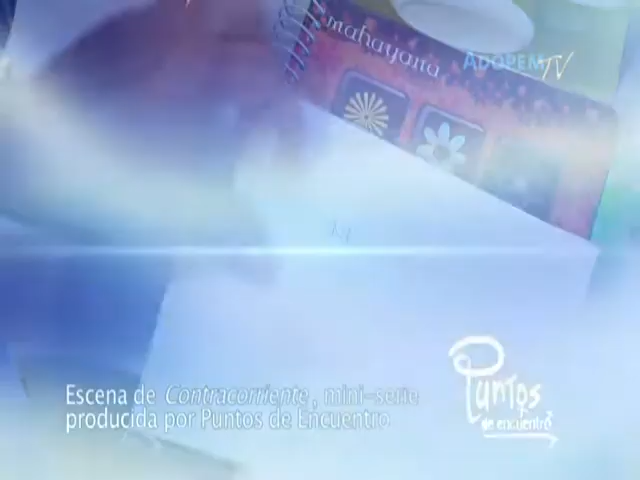 mahayana
ADOPEM TV
Escena de Contracorriente, mini-serie
producida por Puntos de Encuentro
Puntos
de encuentro